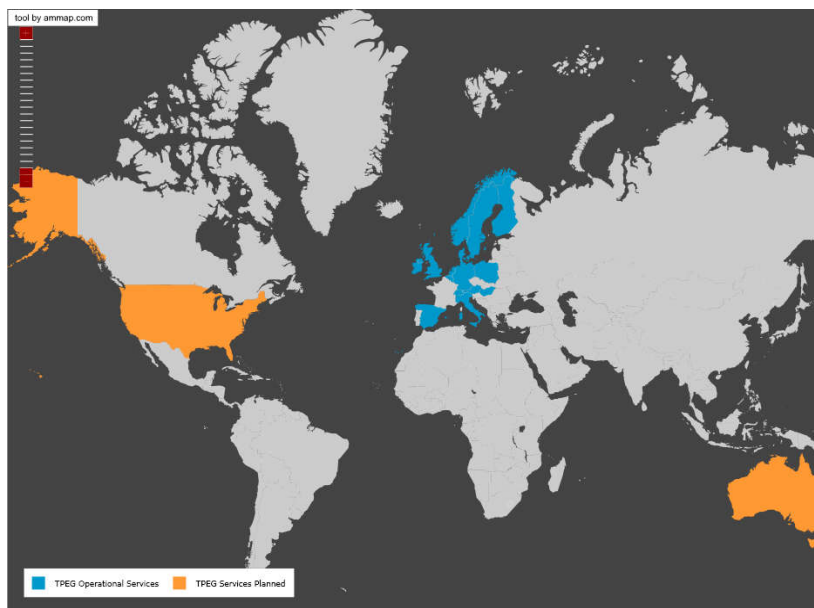 tool by ammap.com
TPEG Operational Services
TPEG Services Planned